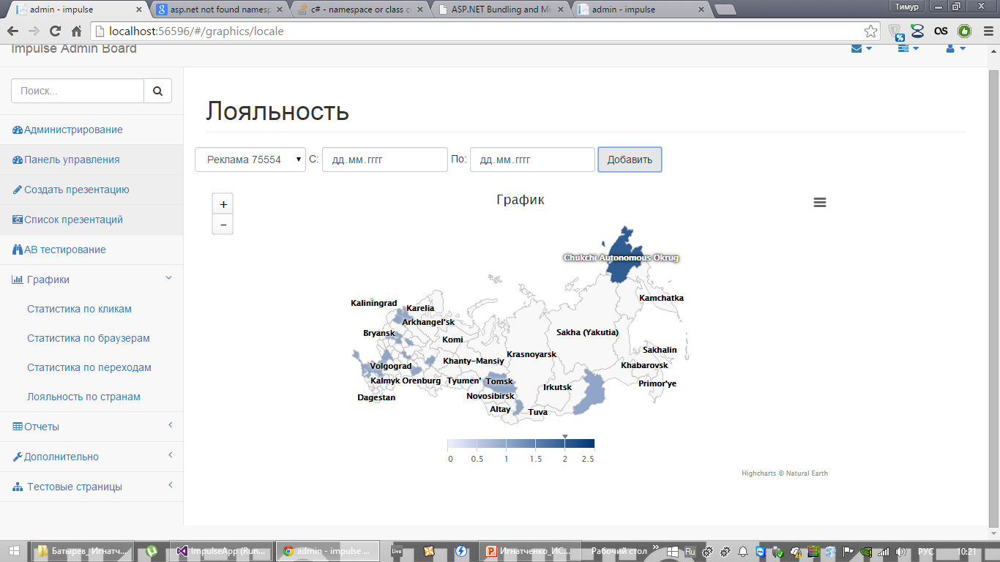 admin - impulse
asp.net not found namesp
c# - namespace or class c
ASP.NET Bundling and Mi
admin - impulse
Тимур
localhost:56596/#/graphics/locale
Impulse Admin Board
Поиск...
Администрирование
Панель управления
Создать презентацию
Список презентаций
AB тестирование
Графики
Статистика по кликам
Статистика по браузерам
Статистика по переходам
Лояльность по странам
Отчеты
Дополнительно
Тестовые страницы
Лояльность
Реклама 75554 С: дд.мм.гггг По: дд.мм.гггг Добавить
+
−
График
Chukchi Autonomous Okrug
Kaliningrad
Karelia
Kamchatka
Arkhangel'sk
Bryansk
Komi
Sakha (Yakutia)
Krasnoyarsk
Sakhalin
Khanty-Mansiy
Khabarovsk
Volgograd
Kalmyk
Orenburg
Tyumen'
Tomsk
Primor'ye
Irkutsk
Dagestan
Novosibirsk
Altay
Tuva
0 0.5 1 1.5 2 2.5
Highcharts © Natural Earth
Батырев_Игнатч...
ImpulseApp (Run...
admin - impulse ...
Live
Игнатченко_ИС...
Рабочий стол
»
Ru
РУС
10:21